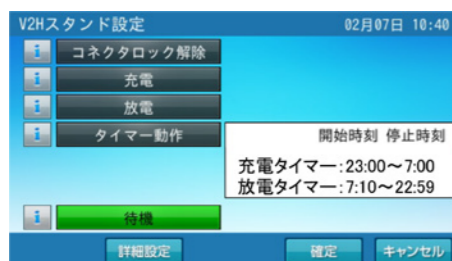 V2Hスタンド設定 02月07日 10:40
i コネクタロック解除
i 充電
i 放電
i タイマー動作
開始時刻 停止時刻
充電タイマー:23:00〜7:00
放電タイマー:7:10〜22:59
i 待機
詳細設定 確定 キャンセル